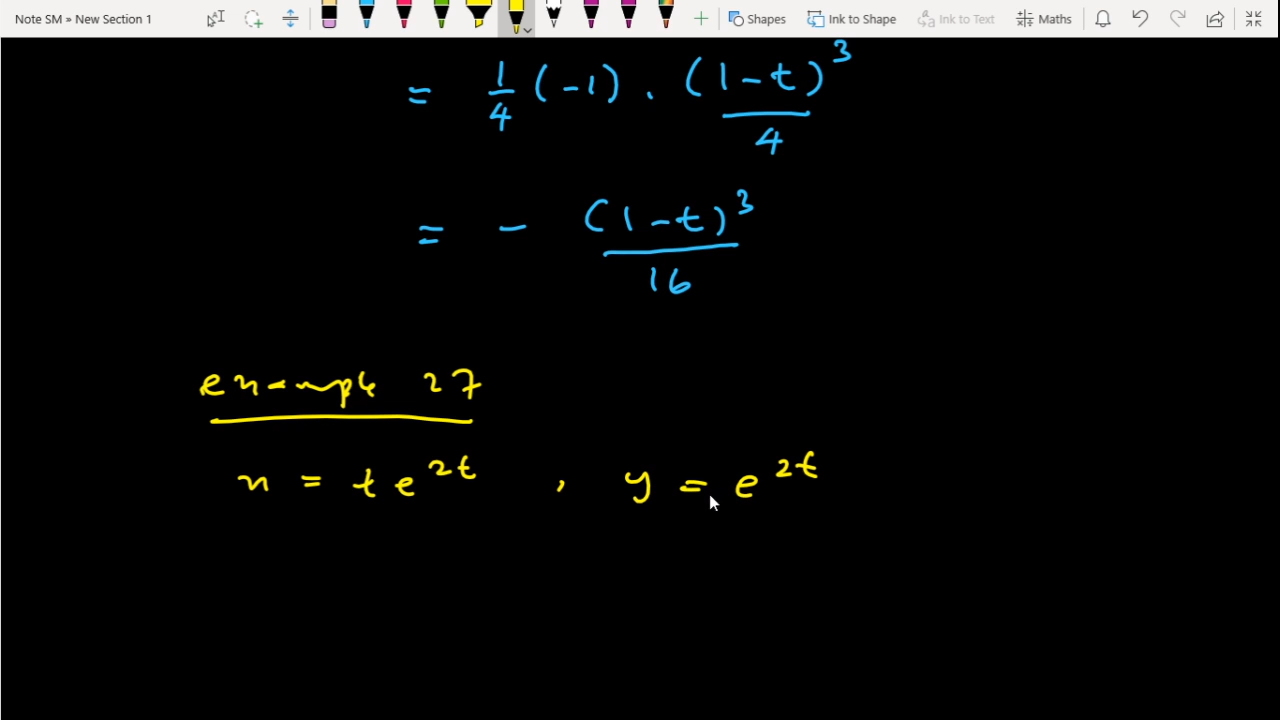 Note SM » New Section 1
Shapes
Ink to Shape
Ink to Text
Maths
= 1/4 (-1) . (1-t)^3/4
= - (1-t)^3/16
example 27
x = t e^{2t} , y = e^{2t}